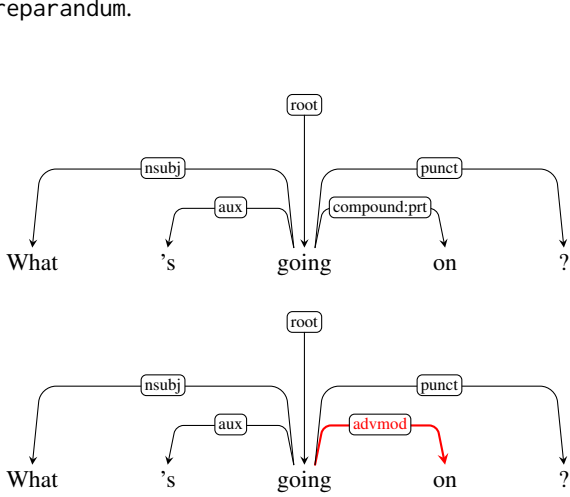 reparandum.
root
nsubj punct
aux compound:prt
What 's going on ?
root
nsubj punct
aux advmod
What 's going on ?